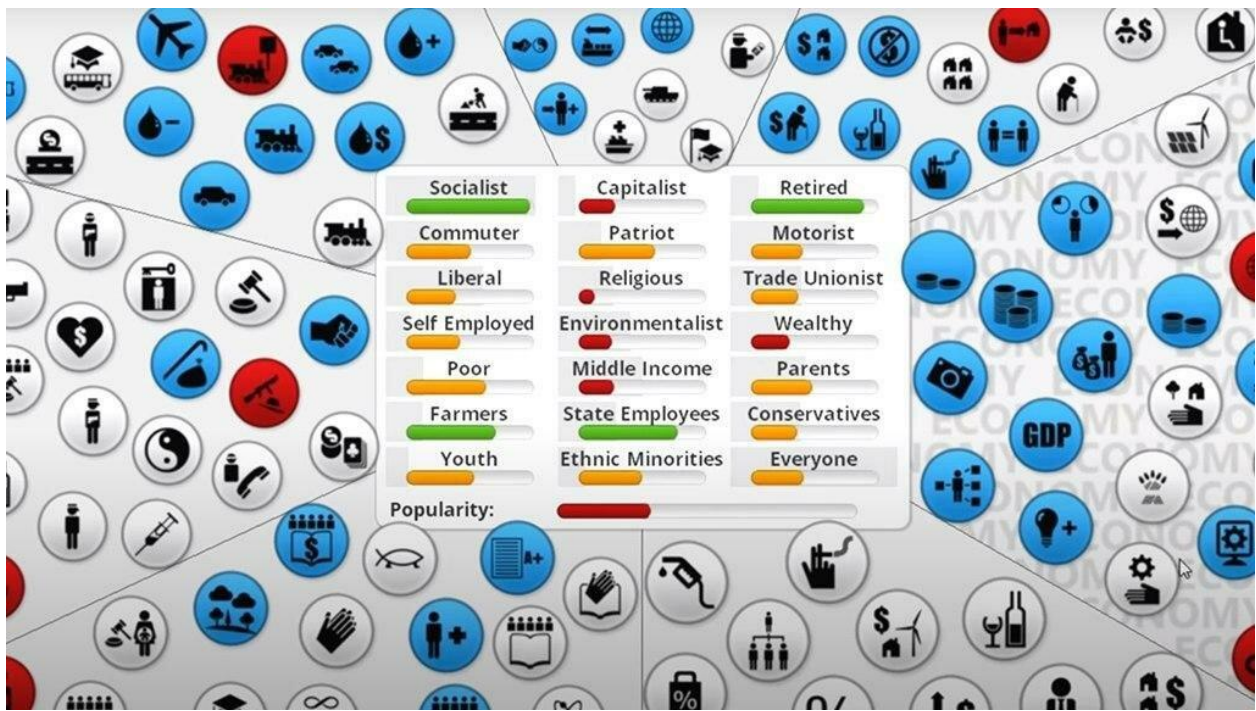 Socialist Capitalist Retired
Commuter Patriot Motorist
Liberal Religious Trade Unionist
Self Employed Environmentalist Wealthy
Poor Middle Income Parents
Farmers State Employees Conservatives
Youth Ethnic Minorities Everyone
Popularity:
ECONOMY
GDP
A+
$
%